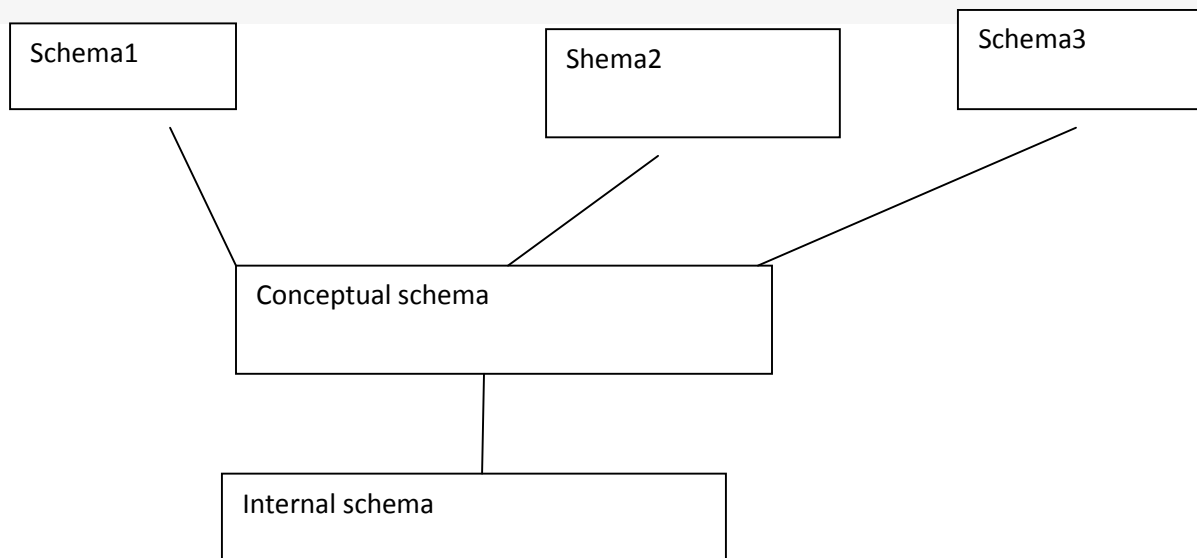 Schema1
Shema2
Schema3
Conceptual schema
Internal schema